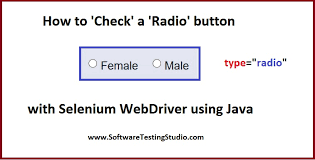 How to 'Check' a 'Radio' button
Female Male type="radio"
with Selenium WebDriver using Java
www.SoftwareTestingStudio.com